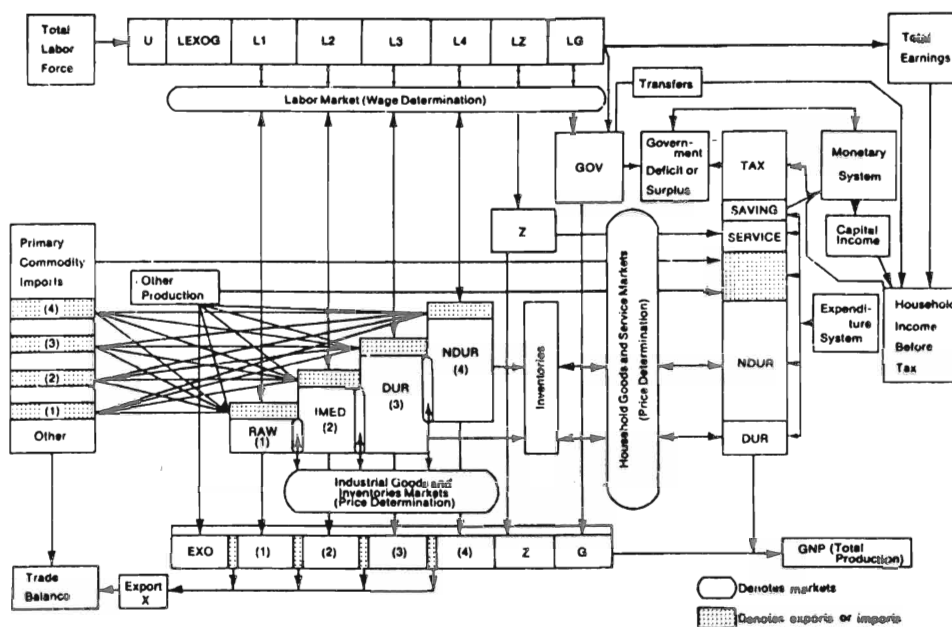 Total
Labor
Force
U LEXOG L1 L2 L3 L4 LZ LG
Total
Earnings
Labor Market (Wage Determination)
Transfers
GOV
Govern-
ment
Deficit or
Surplus
TAX
Monetary
System
SAVING
SERVICE
Z
Capital
Income
Primary
Commodity
Imports
(4)
(3)
(2)
(1)
Other
Other
Production
NDUR
(4)
DUR
(3)
IMED
(2)
RAW
(1)
Inventories
Household Goods and Service Markets
(Price Determination)
NDUR
DUR
Expendi-
ture
System
Household
Income
Before
Tax
Industrial Goods and
Inventories Markets
(Price Determination)
EXO (1) (2) (3) (4) Z G
GNP (Total
Production)
Trade
Balance
Export
X
Denotes markets
Denotes exports or imports